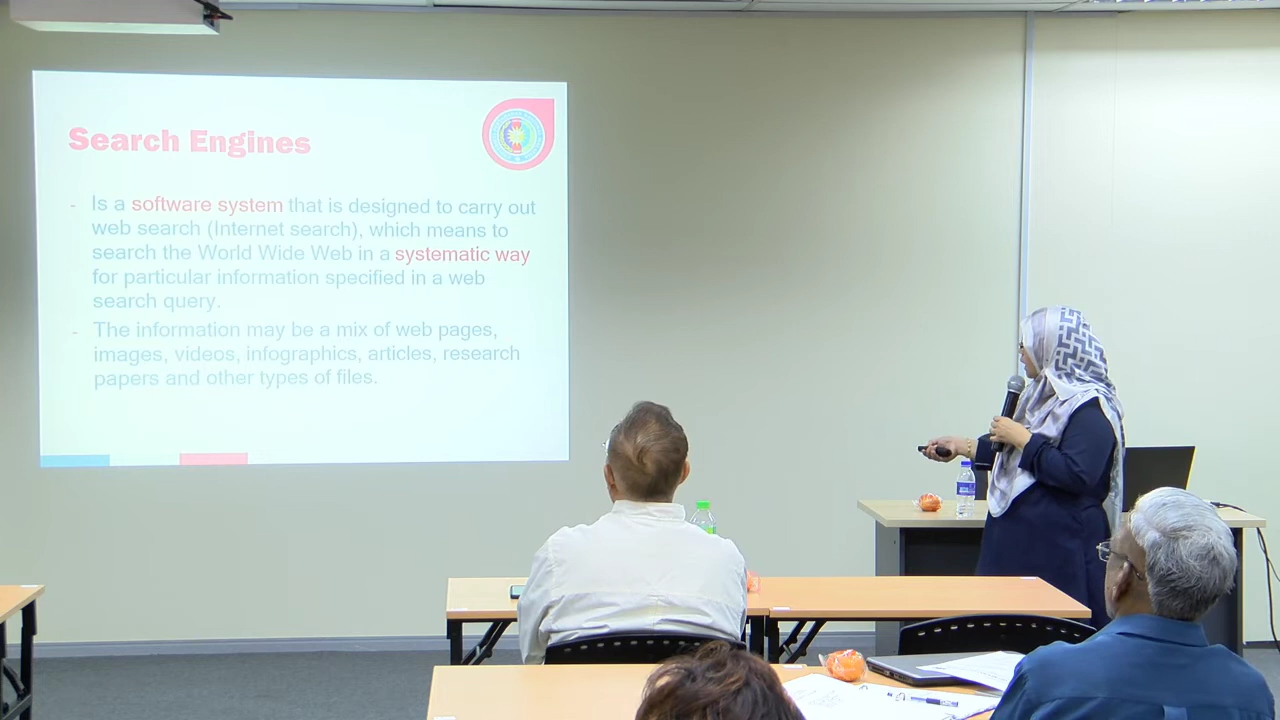 Search Engines
- Is a software system that is designed to carry out
web search (Internet search), which means to
search the World Wide Web in a systematic way
for particular information specified in a web
search query.
- The information may be a mix of web pages,
images, videos, infographics, articles, research
papers and other types of files.